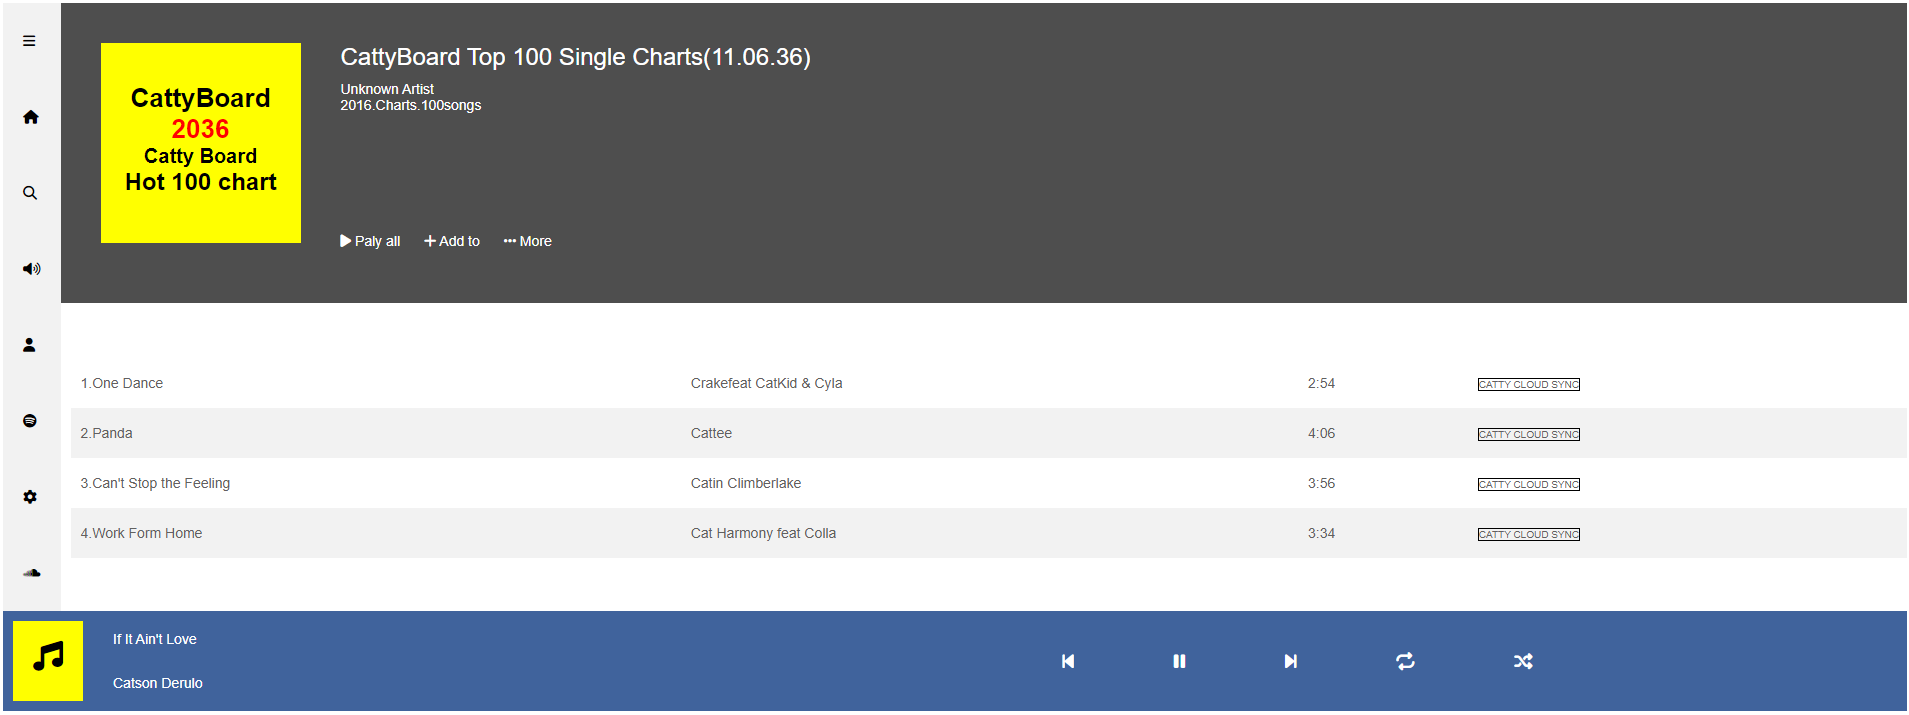 CattyBoard
2036
Catty Board
Hot 100 chart
CattyBoard Top 100 Single Charts(11.06.36)
Unknown Artist
2016.Charts.100songs
Paly all Add to More
1.One Dance Crakefeat CatKid & Cyla 2:54 CATTY CLOUD SYNC
2.Panda Cattee 4:06 CATTY CLOUD SYNC
3.Can't Stop the Feeling Catin Climberlake 3:56 CATTY CLOUD SYNC
4.Work Form Home Cat Harmony feat Colla 3:34 CATTY CLOUD SYNC
If It Ain't Love
Catson Derulo